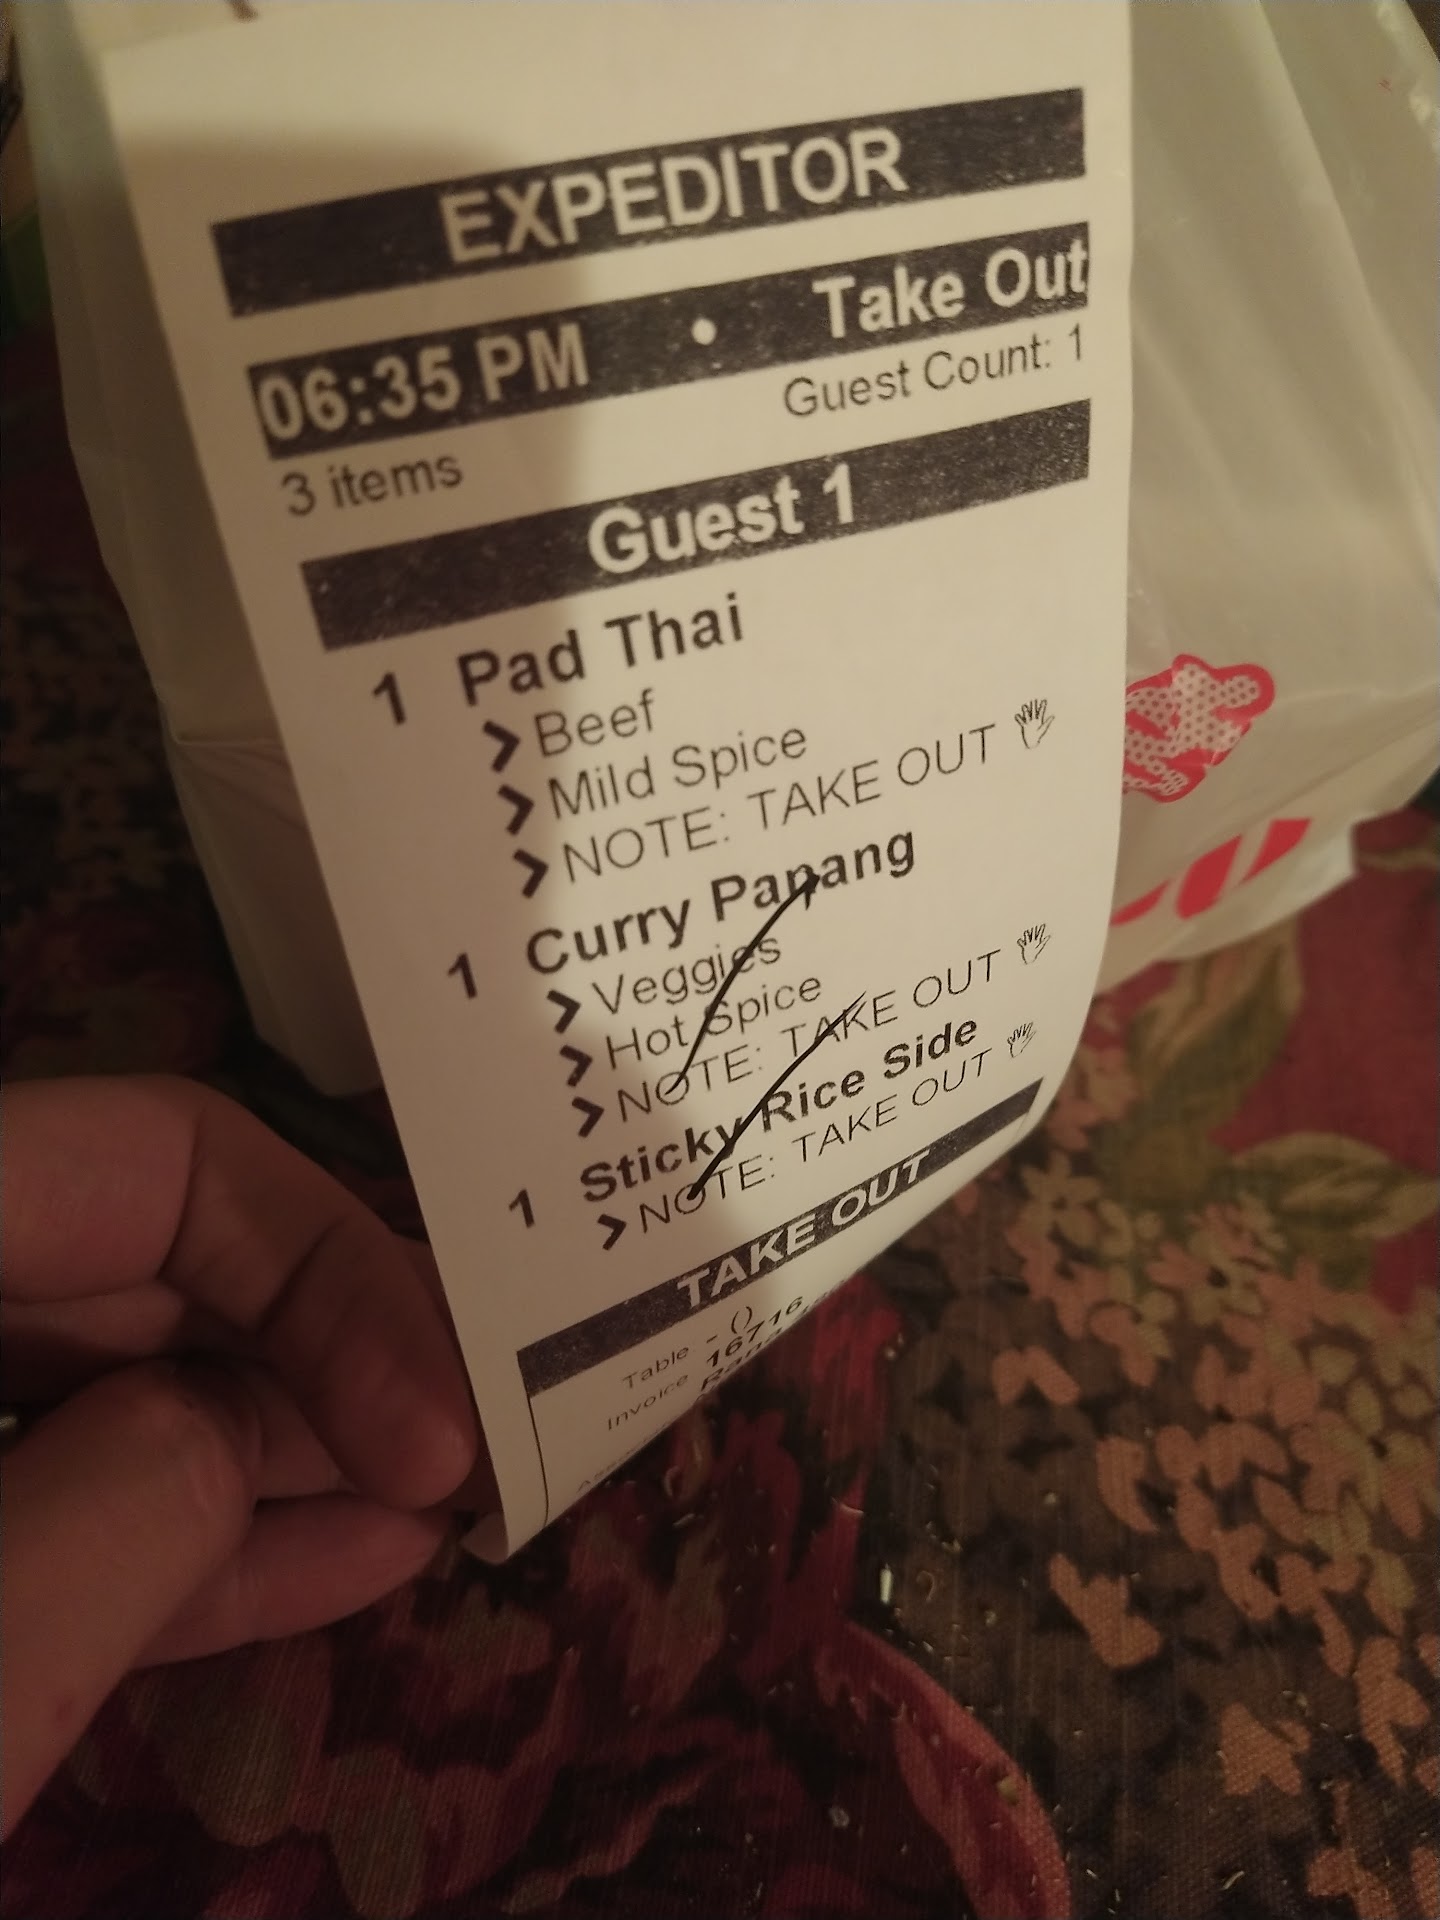 EXPEDITOR
06:35 PM • Take Out
Guest Count: 1
3 items
Guest 1
1 Pad Thai
> Beef
> Mild Spice
> NOTE: TAKE OUT
1 Curry Panang
> Veggies
> Hot Spice
> NOTE: TAKE OUT
1 Sticky Rice Side
> NOTE: TAKE OUT
TAKE OUT
Table - ()
Invoice 16716